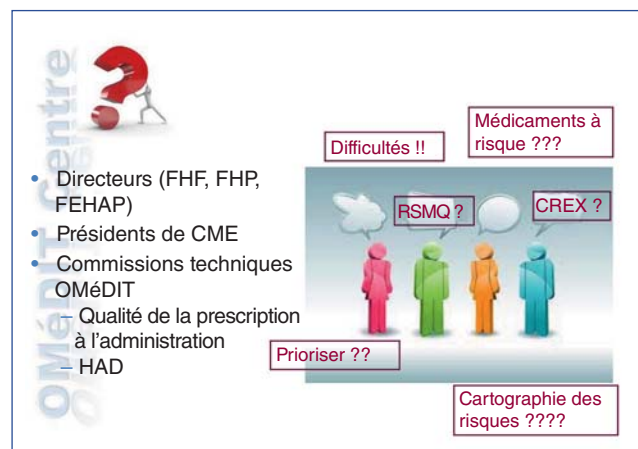 OMéDIT Centre
• Directeurs (FHF, FHP,
FEHAP)
• Présidents de CME
• Commissions techniques
OMéDIT
– Qualité de la prescription
à l’administration
– HAD
Difficultés !!
Médicaments à
risque ???
RSMQ ?
CREX ?
Prioriser ??
Cartographie des
risques ????